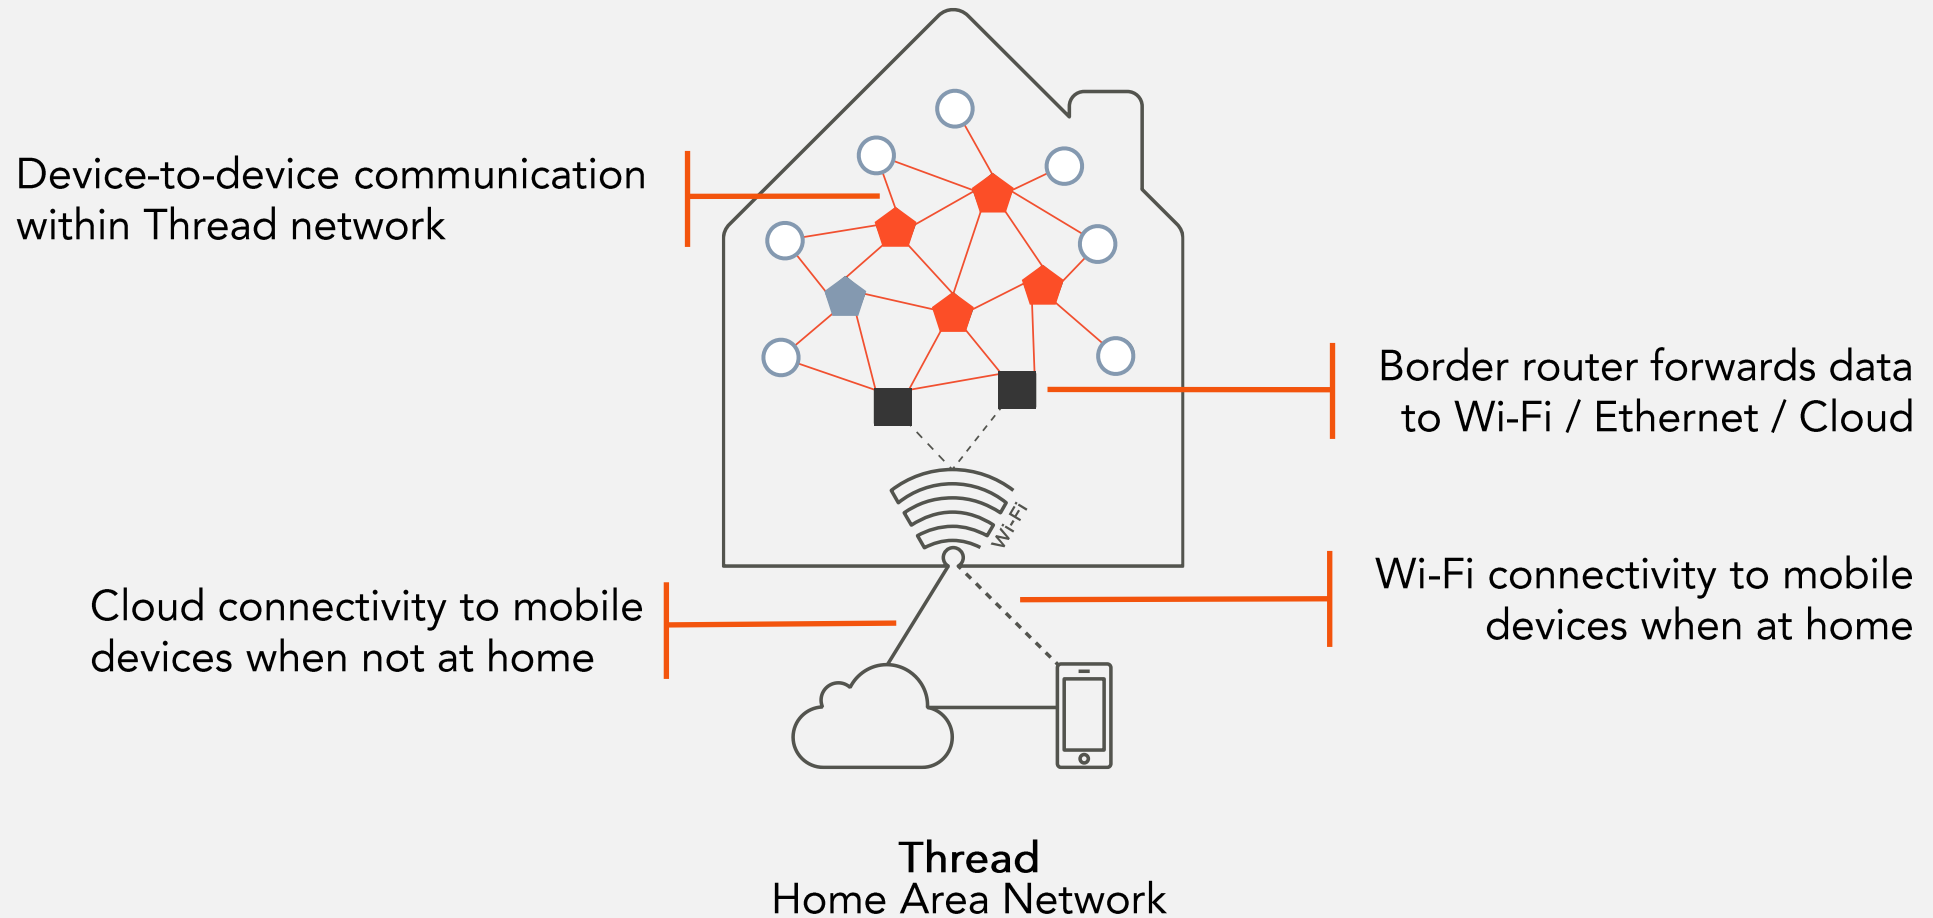 Device-to-device communication
within Thread network
Border router forwards data
to Wi-Fi / Ethernet / Cloud
Wi-Fi
Cloud connectivity to mobile
devices when not at home
Wi-Fi connectivity to mobile
devices when at home
Thread
Home Area Network